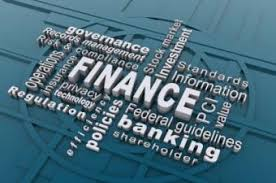 governance
Records management
& compliance
Operations
insurance
Stock market
Investment
Standards
Information
FINANCE
privacy
technology
Regulation
policies
PCI
value
Federal guidelines
banking
efficiency
shareholder